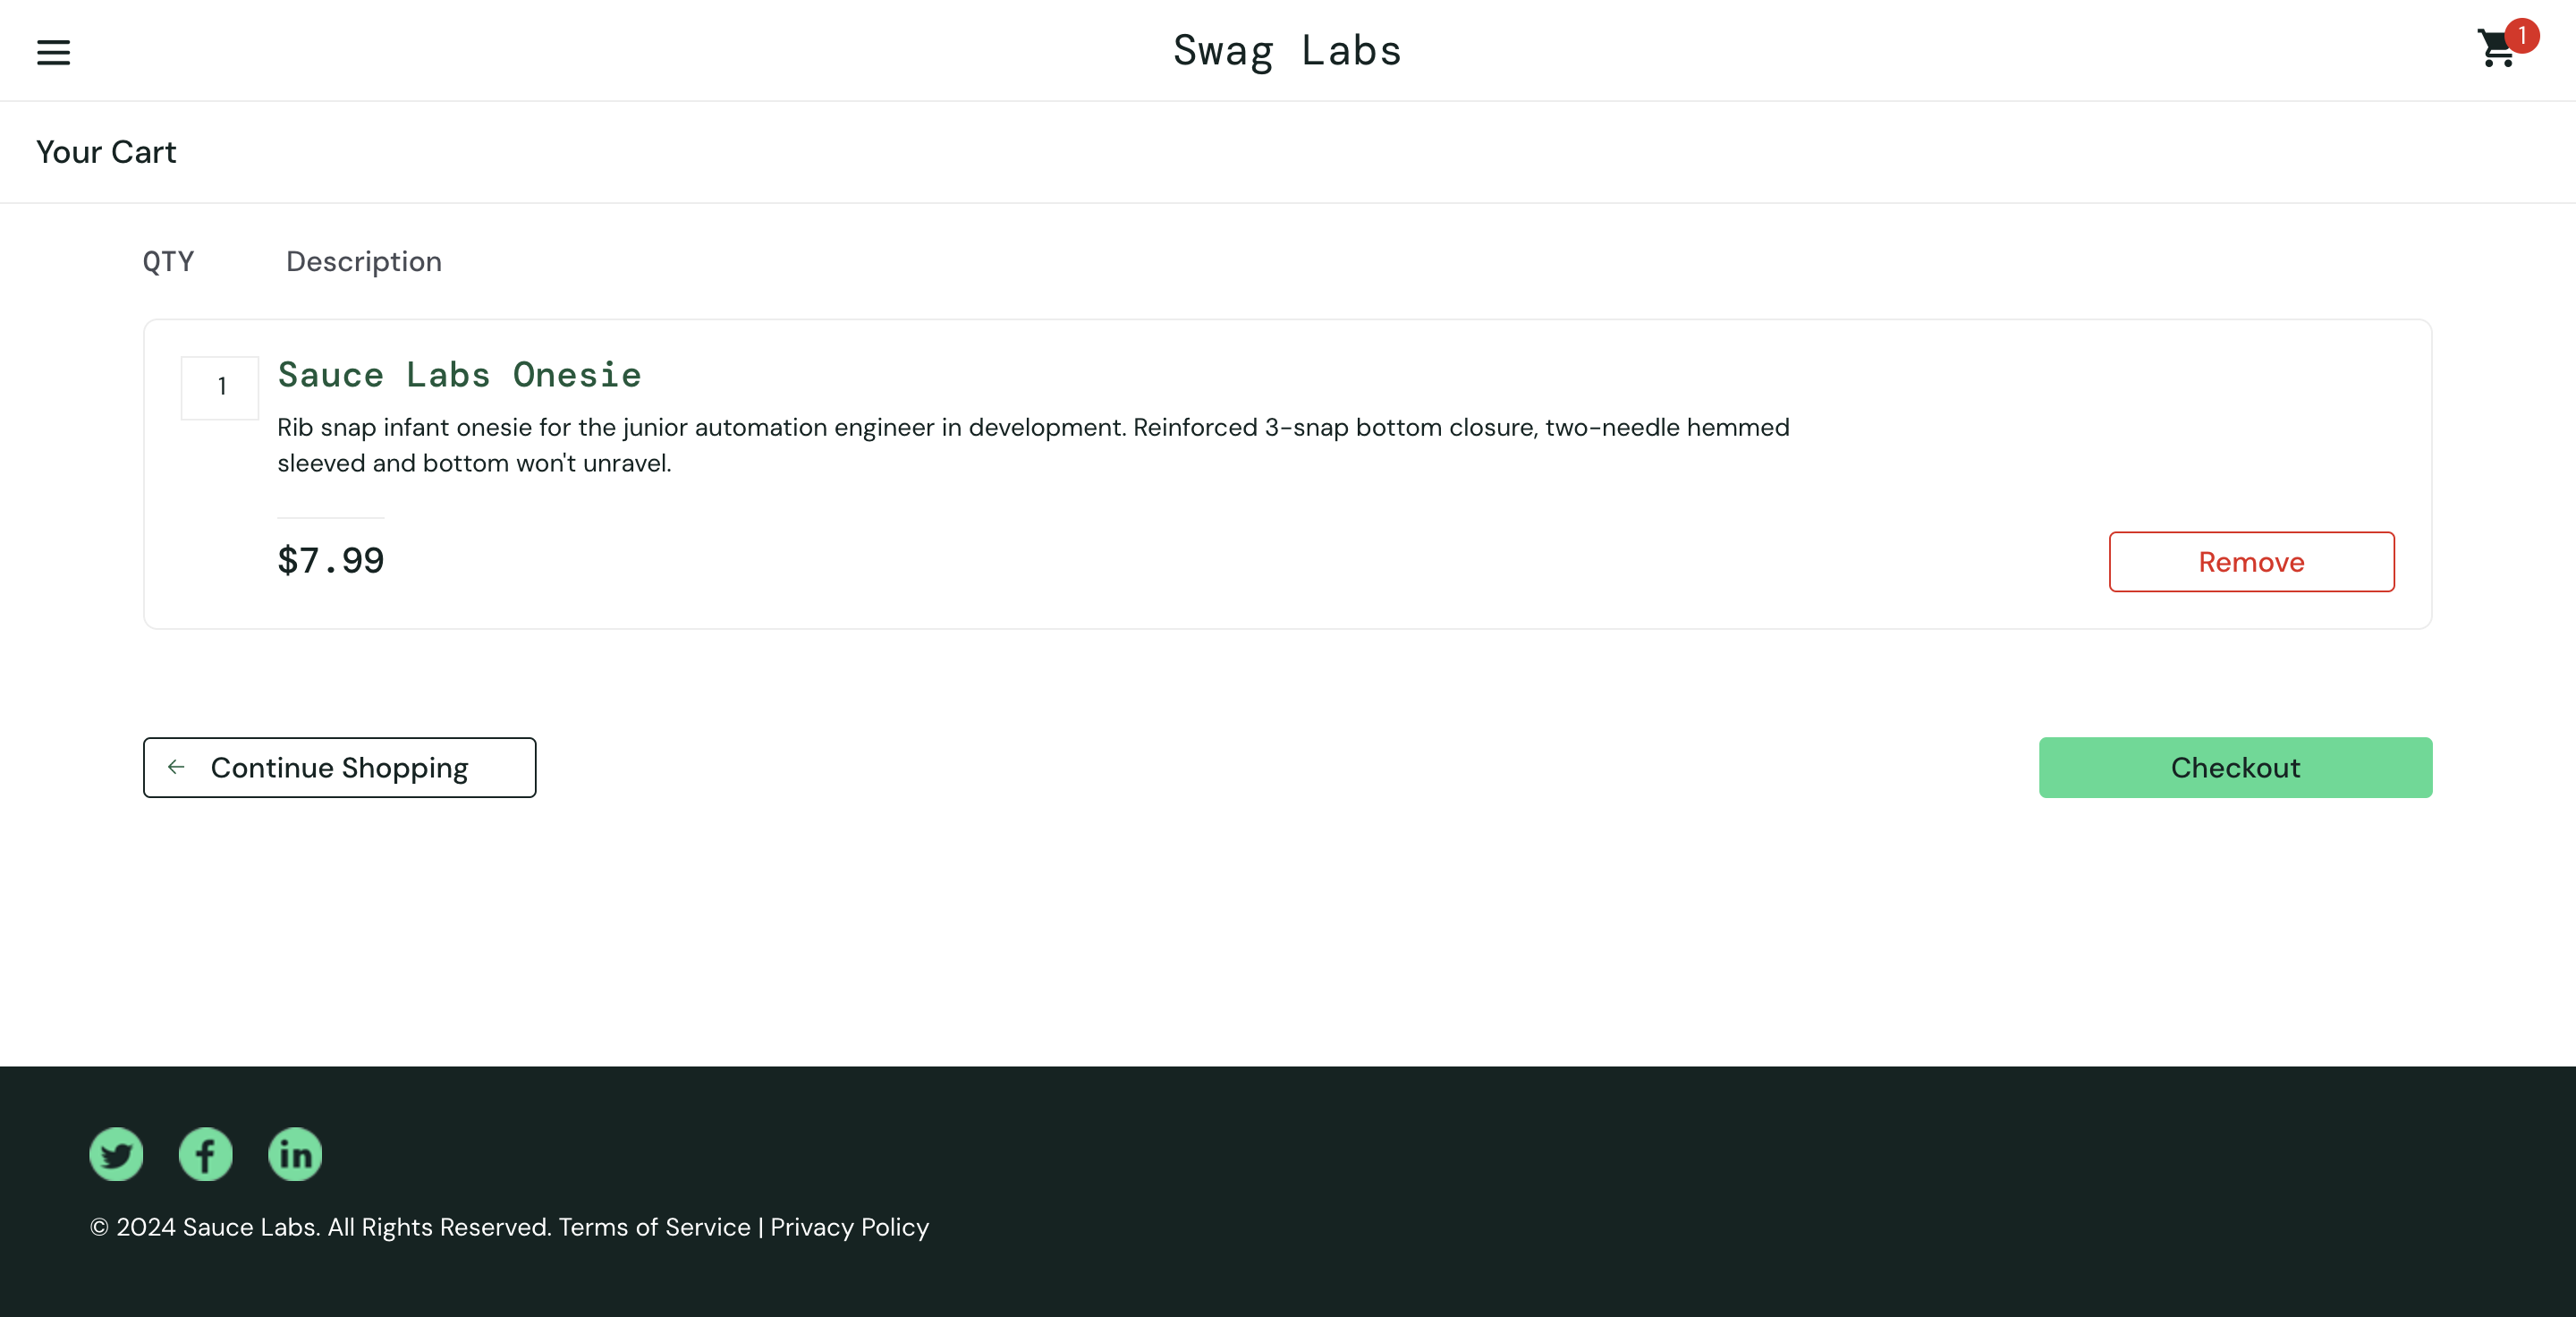 Swag Labs
1
Your Cart
QTY Description
1
Sauce Labs Onesie
Rib snap infant onesie for the junior automation engineer in development. Reinforced 3-snap bottom closure, two-needle hemmed
sleeved and bottom won't unravel.
$7.99
Remove
Continue Shopping
Checkout
© 2024 Sauce Labs. All Rights Reserved. Terms of Service | Privacy Policy